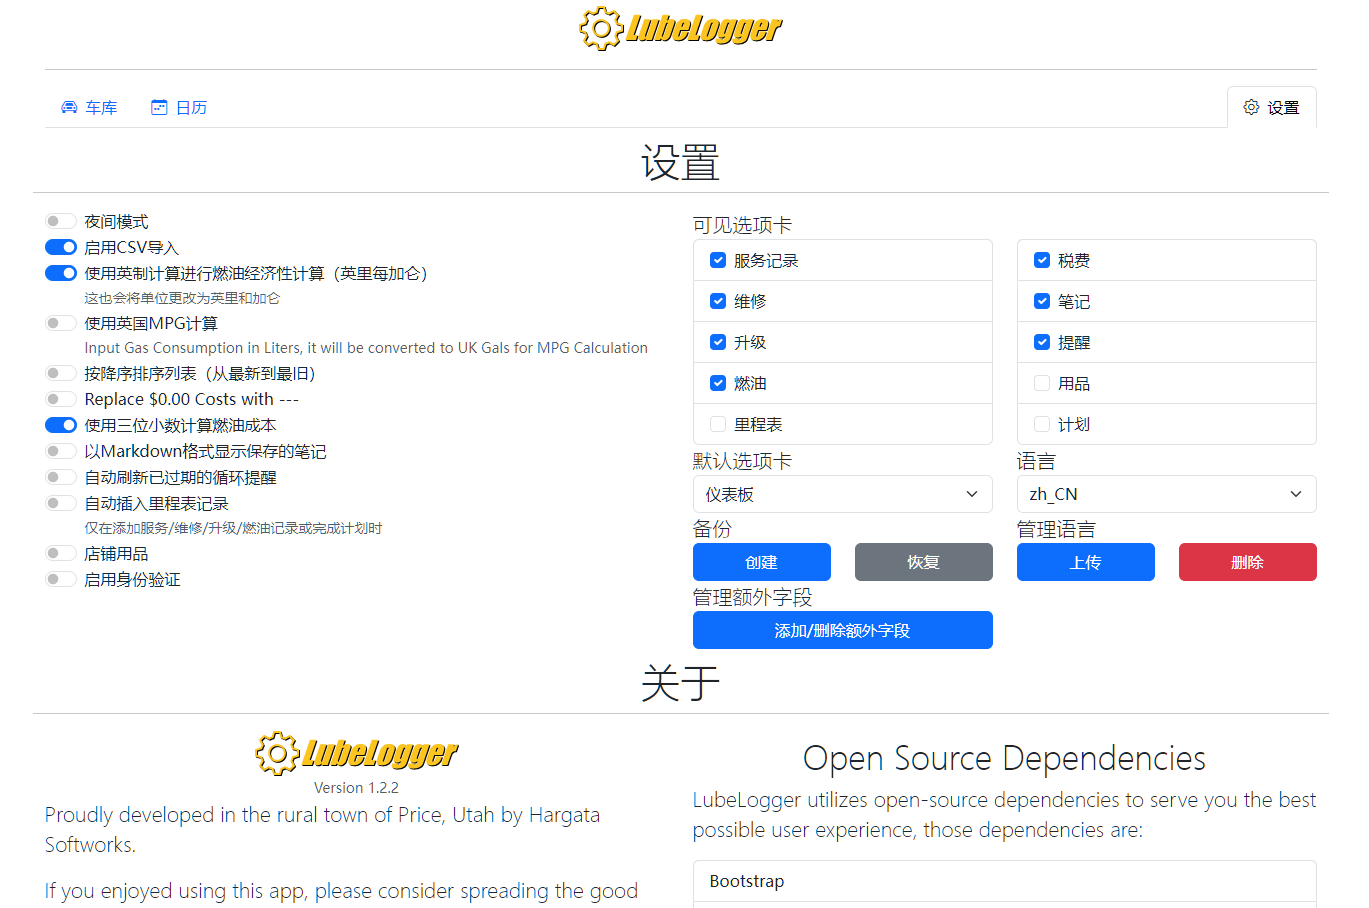 LubeLogger
车库
日历
设置
设置
夜间模式
启用CSV导入
使用英制计算进行燃油经济性计算（英里每加仑）
这也会将单位更改为英里和加仑
使用英国MPG计算
Input Gas Consumption in Liters, it will be converted to UK Gals for MPG Calculation
按降序排序列表（从最新到最旧）
Replace $0.00 Costs with ---
使用三位小数计算燃油成本
以Markdown格式显示保存的笔记
自动刷新已过期的循环提醒
自动插入里程表记录
仅在添加服务/维修/升级/燃油记录或完成计划时
店铺用品
启用身份验证
可见选项卡
服务记录
维修
升级
燃油
里程表
税费
笔记
提醒
用品
计划
默认选项卡
仪表板
语言
zh_CN
备份
创建
恢复
管理语言
上传
删除
管理额外字段
添加/删除额外字段
关于
LubeLogger
Version 1.2.2
Proudly developed in the rural town of Price, Utah by Hargata
Softworks.
If you enjoyed using this app, please consider spreading the good
Open Source Dependencies
LubeLogger utilizes open-source dependencies to serve you the best
possible user experience, those dependencies are:
Bootstrap